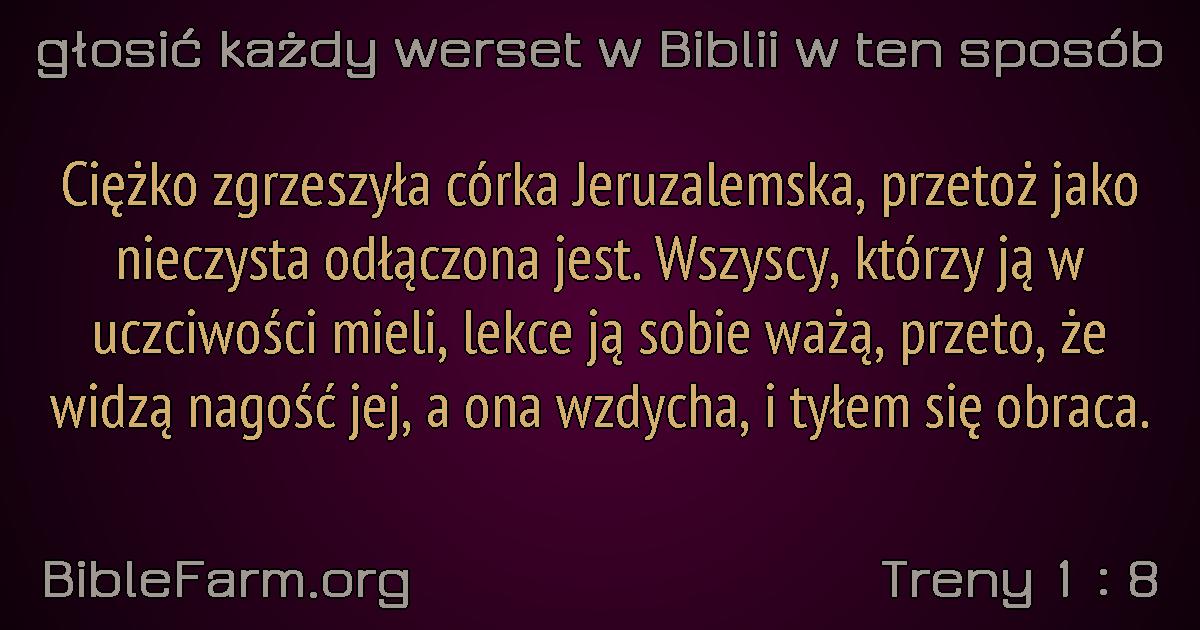 głosić każdy werset w Biblii w ten sposób
Ciężko zgrzeszyła córka Jeruzalemska, przetoż jako
nieczysta odłączona jest. Wszyscy, którzy ją w
uczciwości mieli, lekce ją sobie ważą, przeto, że
widzą nagość jej, a ona wzdycha, i tyłem się obraca.
BibleFarm.org
Treny 1 : 8